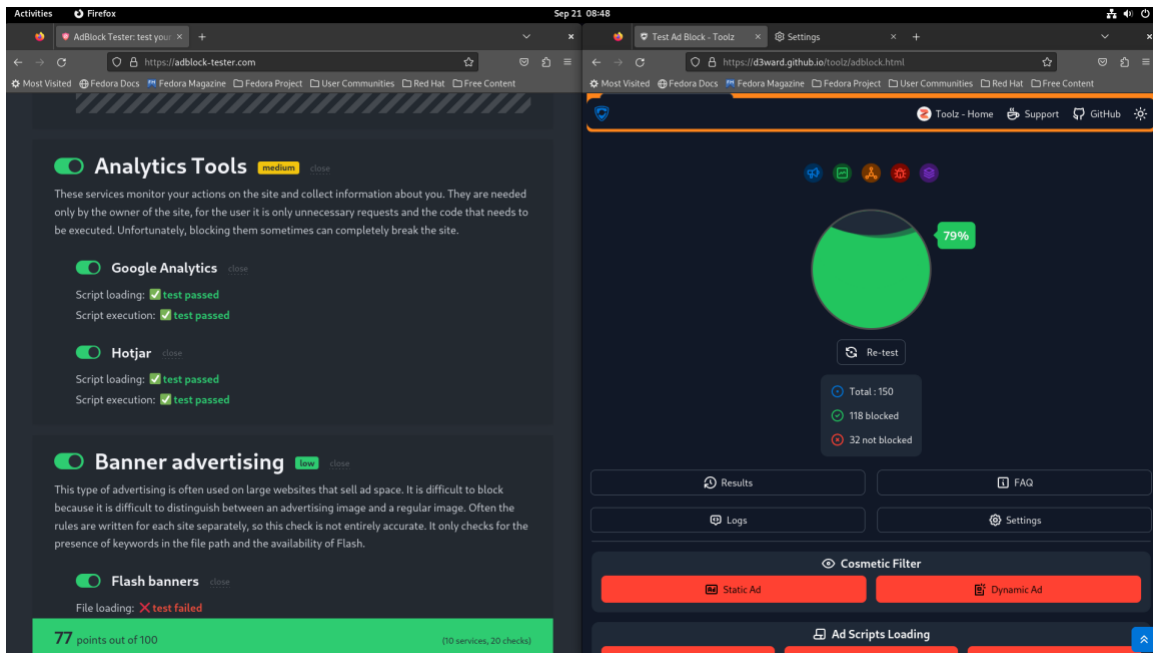 Activities
Firefox
Sep 21 08:48
AdBlock Tester: test your
https://adblock-tester.com
Most Visited
Fedora Docs
Fedora Magazine
Fedora Project
User Communities
Red Hat
Free Content
Analytics Tools
medium
close
These services monitor your actions on the site and collect information about you. They are needed
only by the owner of the site, for the user it is only unnecessary requests and the code that needs to
be executed. Unfortunately, blocking them sometimes can completely break the site.
Google Analytics
close
Script loading: ✅ test passed
Script execution: ✅ test passed
Hotjar
close
Script loading: ✅ test passed
Script execution: ✅ test passed
Banner advertising
low
close
This type of advertising is often used on large websites that sell ad space. It is difficult to block
because it is difficult to distinguish between an advertising image and a regular image. Often the
rules are written for each site separately, so this check is not entirely accurate. It only checks for the
presence of keywords in the file path and the availability of Flash.
Flash banners
close
File loading: ❌ test failed
77 points out of 100
(10 services, 20 checks)
Test Ad Block - Toolz
Settings
https://d3ward.github.io/toolz/adblock.html
Most Visited
Fedora Docs
Fedora Magazine
Fedora Project
User Communities
Red Hat
Free Content
Toolz - Home
Support
GitHub
79%
Re-test
Total : 150
118 blocked
32 not blocked
Results
FAQ
Logs
Settings
Cosmetic Filter
Ad
Static Ad
Dynamic Ad
Ad Scripts Loading